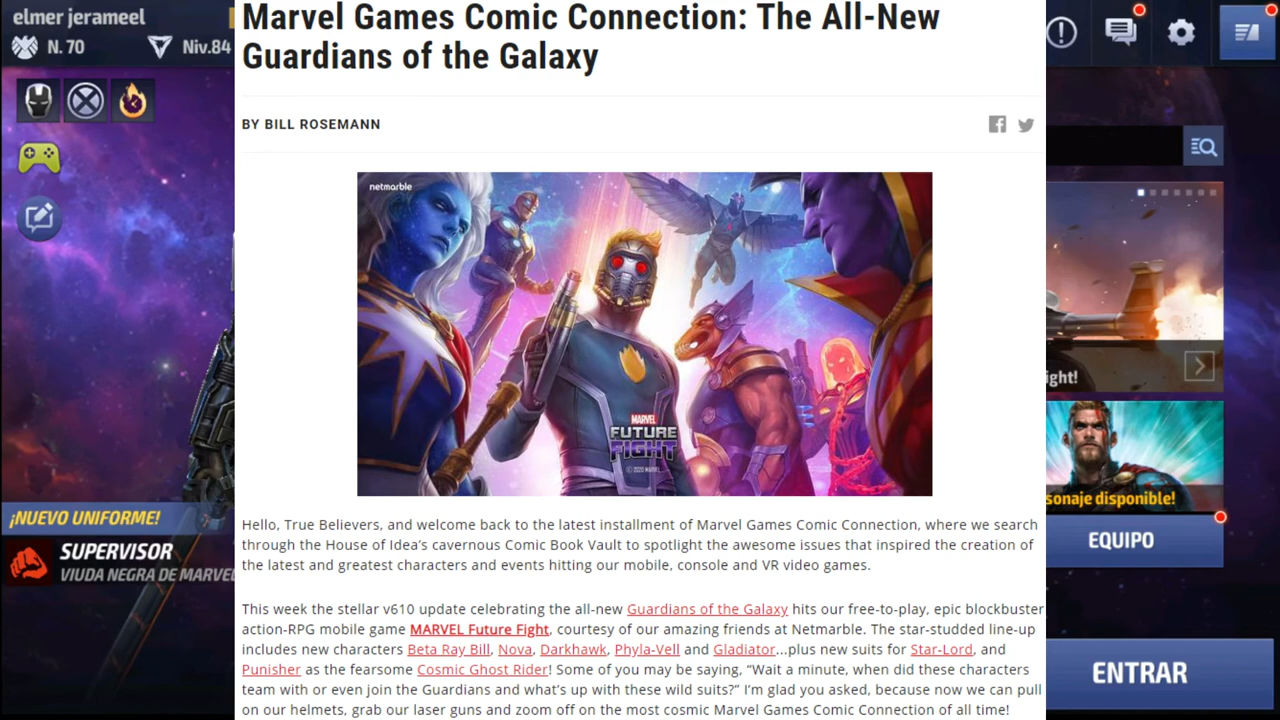 elmer jerameel
N. 70
Niv.84
Marvel Games Comic Connection: The All-New
Guardians of the Galaxy
BY BILL ROSEMANN
netmarble
MARVEL
FUTURE
FIGHT
© 2020 MARVEL
ight!
sonaje disponible!
¡NUEVO UNIFORME!
SUPERVISOR
VIUDA NEGRA DE MARVEL
EQUIPO
ENTRAR
Hello, True Believers, and welcome back to the latest installment of Marvel Games Comic Connection, where we search
through the House of Idea's cavernous Comic Book Vault to spotlight the awesome issues that inspired the creation of
the latest and greatest characters and events hitting our mobile, console and VR video games.
This week the stellar v610 update celebrating the all-new Guardians of the Galaxy hits our free-to-play, epic blockbuster
action-RPG mobile game MARVEL Future Fight, courtesy of our amazing friends at Netmarble. The star-studded line-up
includes new characters Beta Ray Bill, Nova, Darkhawk, Phyla-Vell and Gladiator...plus new suits for Star-Lord, and
Punisher as the fearsome Cosmic Ghost Rider! Some of you may be saying, “Wait a minute, when did these characters
team with or even join the Guardians and what’s up with these wild suits?” I’m glad you asked, because now we can pull
on our helmets, grab our laser guns and zoom off on the most cosmic Marvel Games Comic Connection of all time!